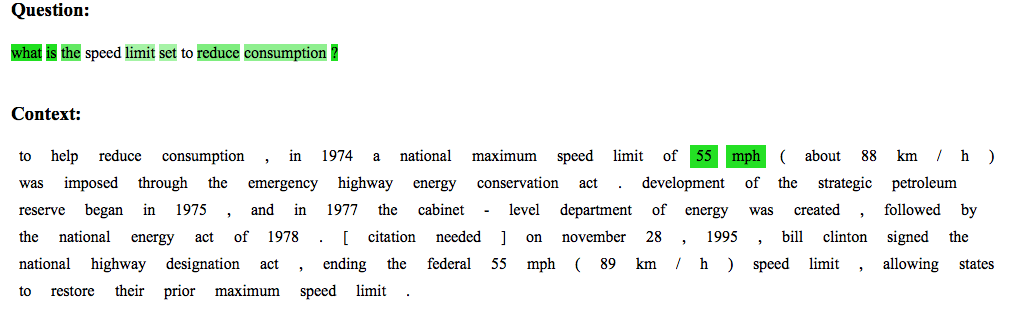 Question:
what is the speed limit set to reduce consumption ?
Context:
to help reduce consumption , in 1974 a national maximum speed limit of 55 mph ( about 88 km / h )
was imposed through the emergency highway energy conservation act . development of the strategic petroleum
reserve began in 1975 , and in 1977 the cabinet - level department of energy was created , followed by
the national energy act of 1978 . [ citation needed ] on november 28 , 1995 , bill clinton signed the
national highway designation act , ending the federal 55 mph ( 89 km / h ) speed limit , allowing states
to restore their prior maximum speed limit .